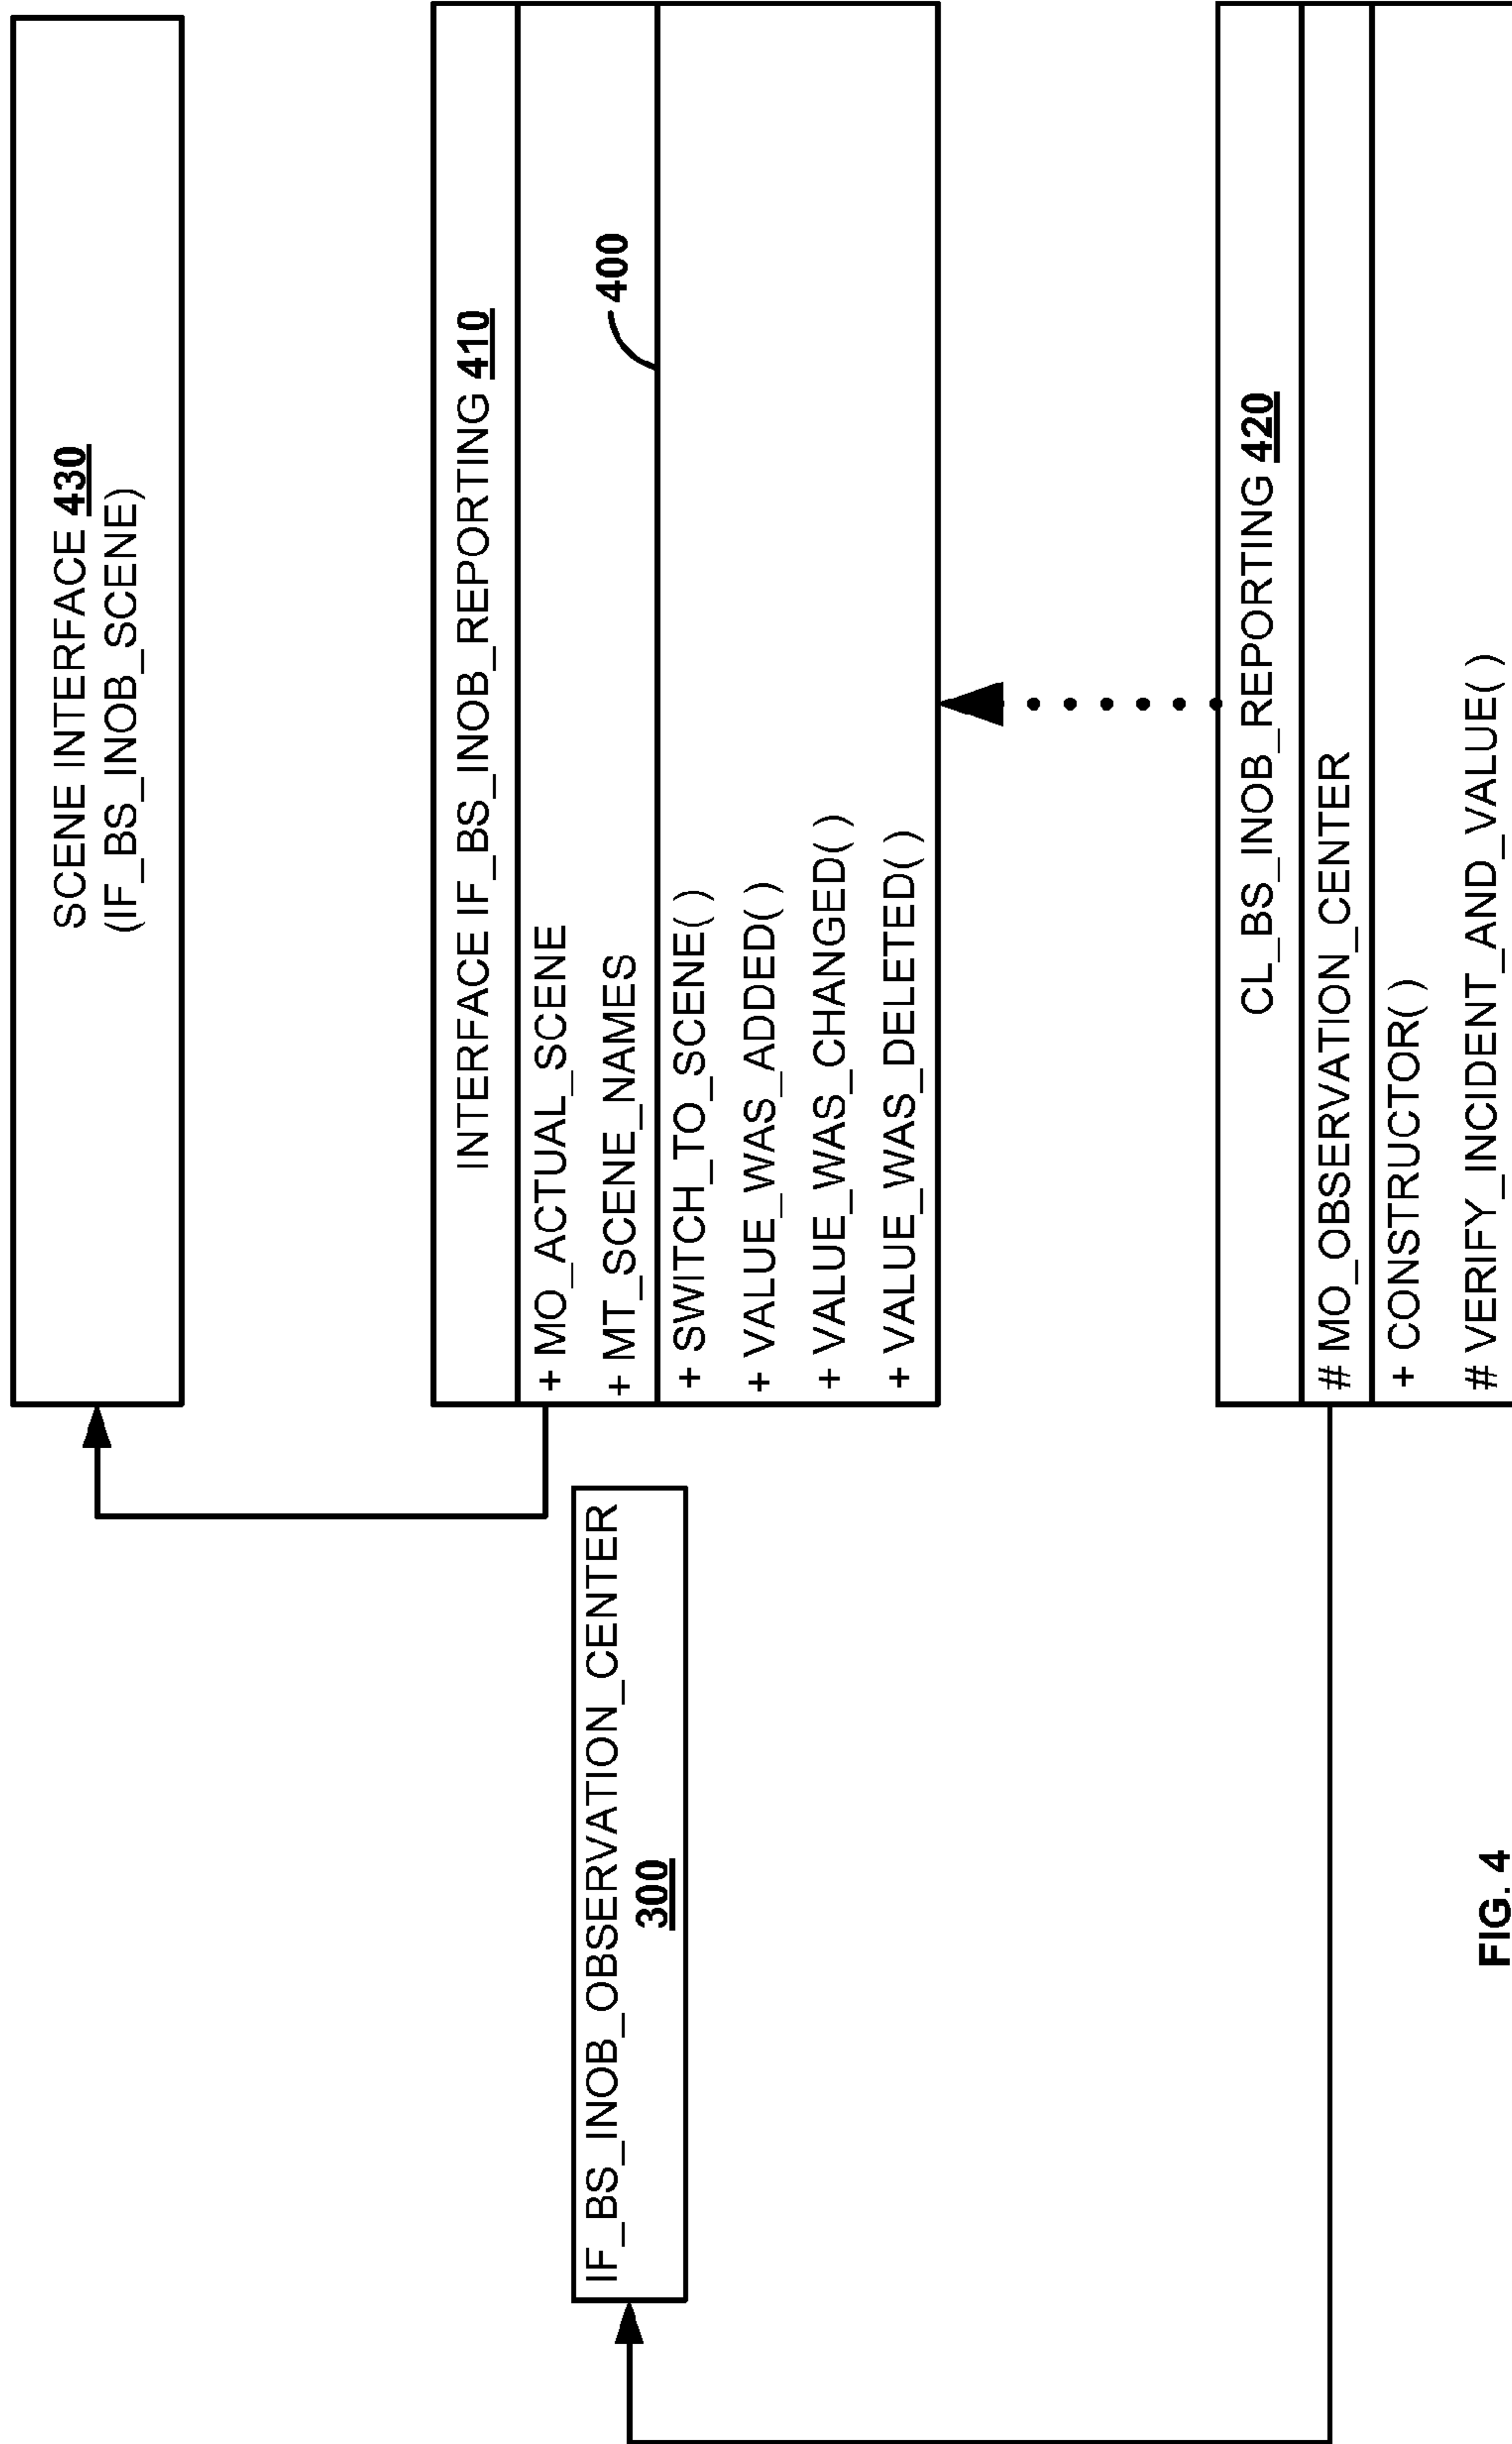 SCENE INTERFACE 430
(IF_BS_INOB_SCENE)
INTERFACE IF_BS_INOB_REPORTING 410
+ MO_ACTUAL_SCENE
+ MT_SCENE_NAMES
400
+ SWITCH_TO_SCENE( )
+ VALUE_WAS_ADDED( )
+ VALUE_WAS_CHANGED( )
+ VALUE_WAS_DELETED( )
IF_BS_INOB_OBSERVATION_CENTER
300
CL_BS_INOB_REPORTING 420
# MO_OBSERVATION_CENTER
+ CONSTRUCTOR( )
# VERIFY_INCIDENT_AND_VALUE( )
FIG. 4